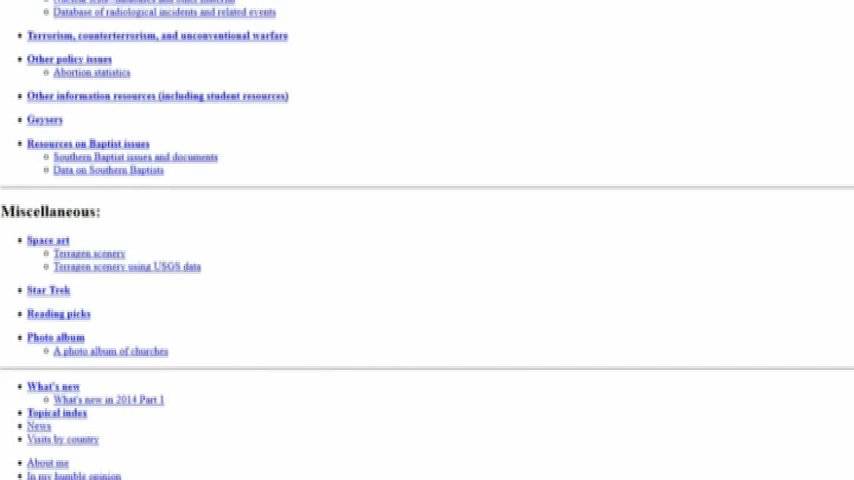 Database of radiological incidents and related events
Terrorism, counterterrorism, and unconventional warfare
Other policy issues
Abortion statistics
Other information resources (including student resources)
Geysers
Resources on Baptist issues
Southern Baptist issues and documents
Data on Southern Baptists
Miscellaneous:
Space art
Terragen scenery
Terragen scenery using USGS data
Star Trek
Reading picks
Photo album
A photo album of churches
What's new
What's new in 2014 Part 1
Topical index
News
Visits by country
About me
In my humble opinion